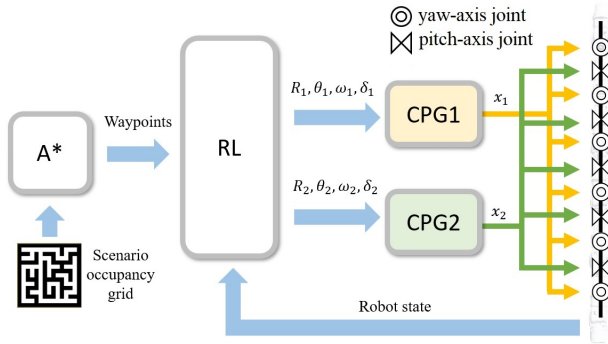 yaw-axis joint
pitch-axis joint
Waypoints
A*
RL
R₁, θ₁, ω₁, δ₁
CPG1
x₁
R₂, θ₂, ω₂, δ₂
CPG2
x₂
Scenario
occupancy
grid
Robot state